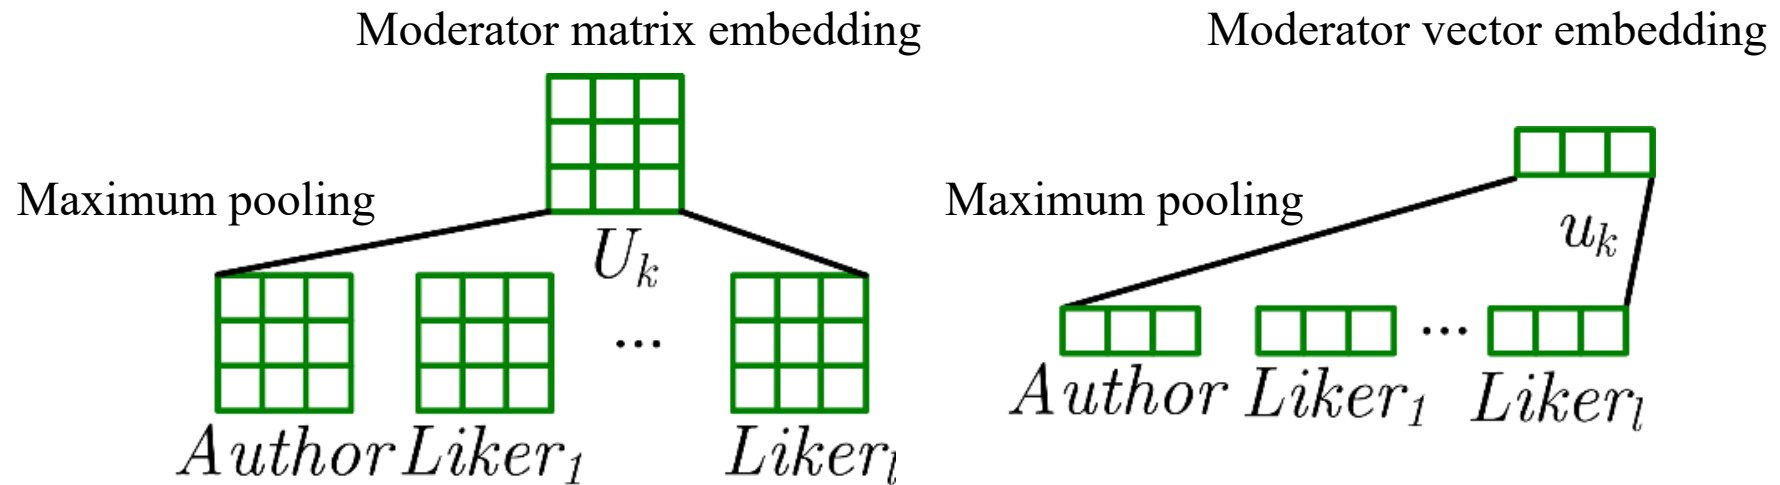 Moderator matrix embedding
Maximum pooling
U_k
...
Author Liker_1 Liker_l
Moderator vector embedding
Maximum pooling
u_k
...
Author Liker_1 Liker_l